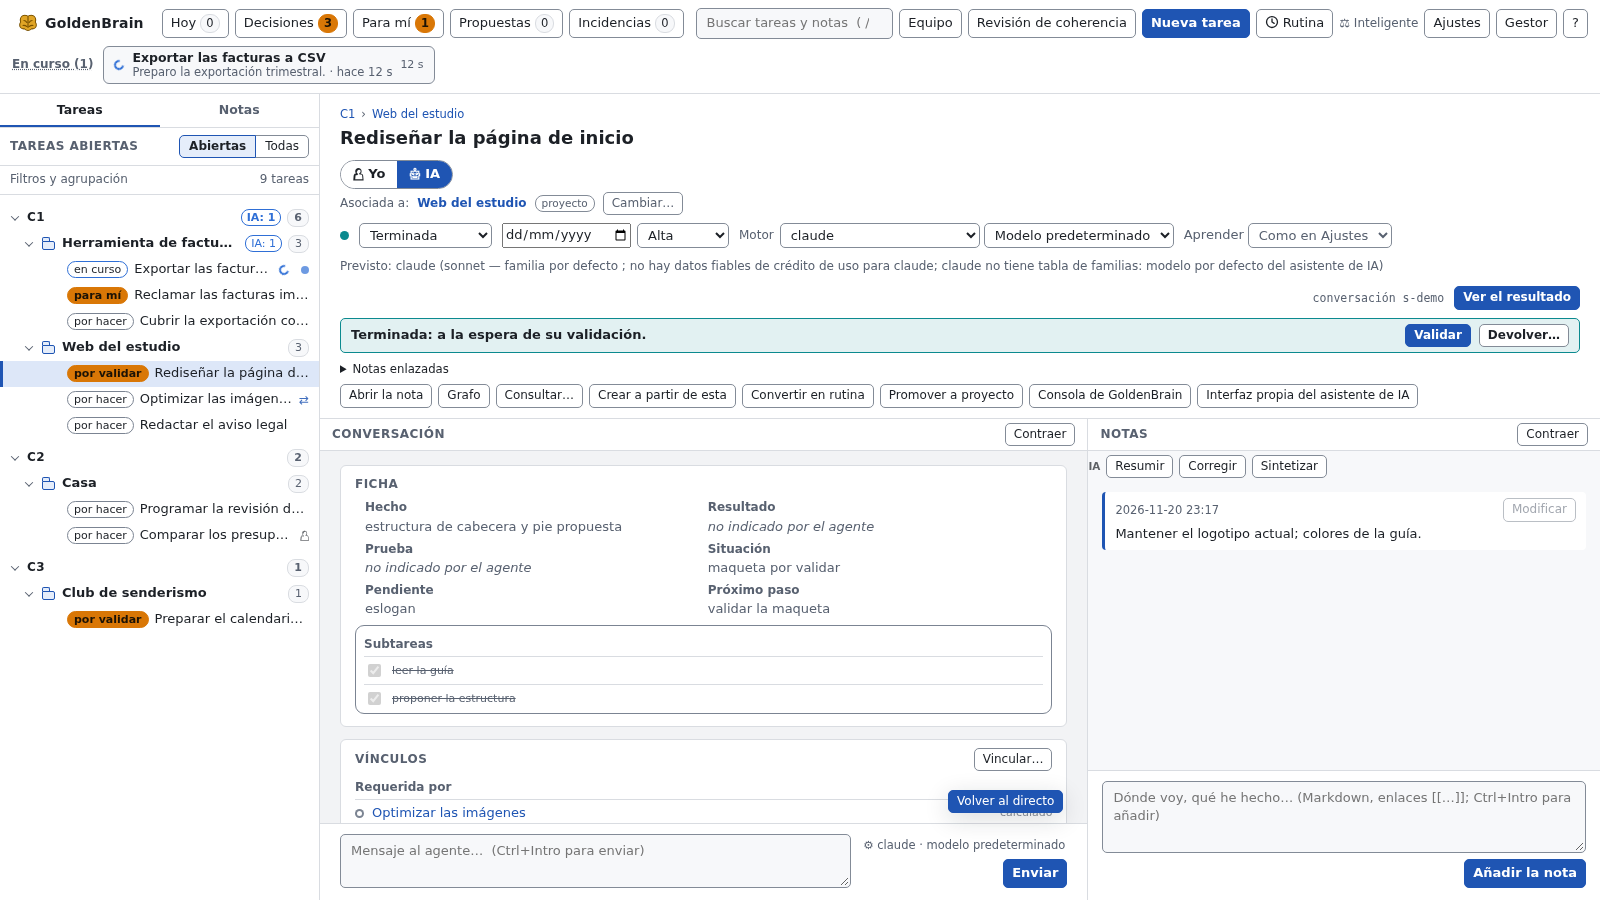 GoldenBrain
Hoy 0
Decisiones 3
Para mí 1
Propuestas 0
Incidencias 0
Buscar tareas y notas ( /
Equipo
Revisión de coherencia
Nueva tarea
Rutina
Inteligente
Ajustes
Gestor
?
En curso (1)
Exportar las facturas a CSV
Preparo la exportación trimestral. · hace 12 s
12 s
Tareas
Notas
TAREAS ABIERTAS
Abiertas
Todas
Filtros y agrupación
9 tareas
C1 IA: 1 6
Herramienta de factu... IA: 1 3
en curso Exportar las factur...
para mí Reclamar las facturas im...
por hacer Cubrir la exportación co...
Web del estudio 3
por validar Rediseñar la página d...
por hacer Optimizar las imágen...
por hacer Redactar el aviso legal
C2 2
Casa 2
por hacer Programar la revisión d...
por hacer Comparar los presup...
C3 1
Club de senderismo 1
por validar Preparar el calendari...
C1 › Web del estudio
Rediseñar la página de inicio
Yo
IA
Asociada a: Web del estudio proyecto Cambiar...
Terminada
dd/mm/yyyy
Alta
Motor
claude
Modelo predeterminado
Aprender
Como en Ajustes
Previsto: claude (sonnet — familia por defecto ; no hay datos fiables de crédito de uso para claude; claude no tiene tabla de familias: modelo por defecto del asistente de IA)
conversación s-demo
Ver el resultado
Terminada: a la espera de su validación.
Validar
Devolver...
Notas enlazadas
Abrir la nota
Grafo
Consultar...
Crear a partir de esta
Convertir en rutina
Promover a proyecto
Consola de GoldenBrain
Interfaz propia del asistente de IA
CONVERSACIÓN
Contraer
FICHA
Hecho
estructura de cabecera y pie propuesta
Resultado
no indicado por el agente
Prueba
no indicado por el agente
Situación
maqueta por validar
Pendiente
eslogan
Próximo paso
validar la maqueta
Subtareas
leer la guía
proponer la estructura
VÍNCULOS
Vincular...
Requerida por
Optimizar las imágenes
Volver al directo
Mensaje al agente... (Ctrl+Intro para enviar)
claude · modelo predeterminado
Enviar
NOTAS
Contraer
IA
Resumir
Corregir
Sintetizar
2026-11-20 23:17
Modificar
Mantener el logotipo actual; colores de la guía.
Dónde voy, qué he hecho... (Markdown, enlaces [[...]]; Ctrl+Intro para
añadir)
Añadir la nota